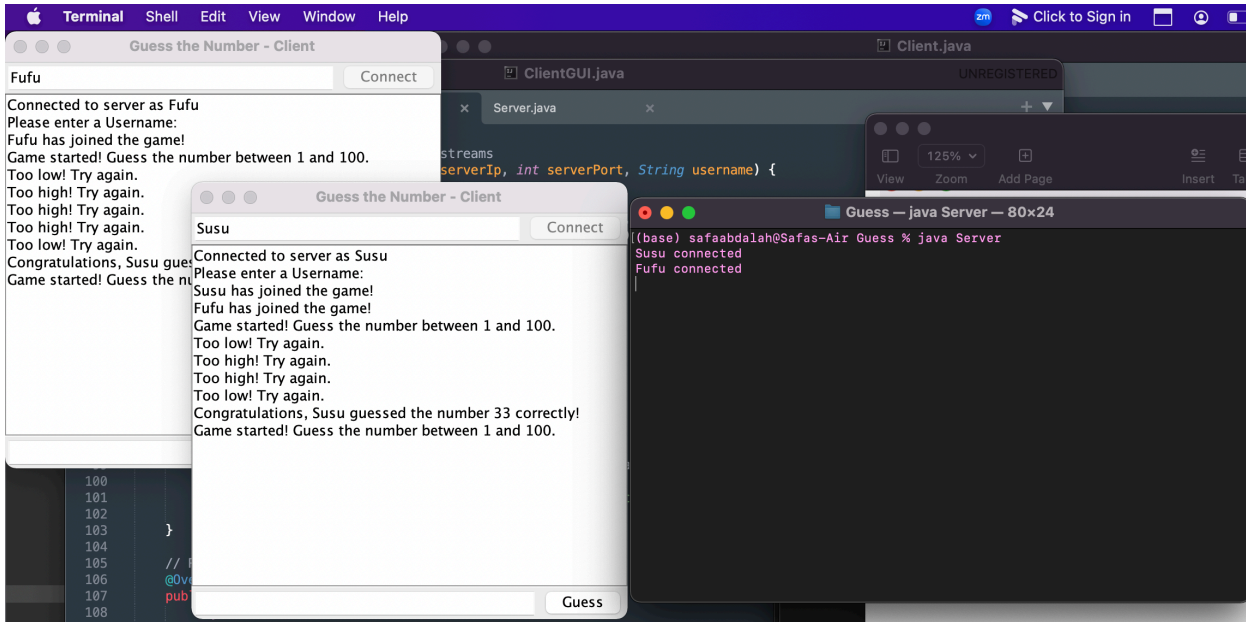 Terminal Shell Edit View Window Help
zm Click to Sign in
Guess the Number - Client
Fufu
Connect
Connected to server as Fufu
Please enter a Username:
Fufu has joined the game!
Game started! Guess the number between 1 and 100.
Too low! Try again.
Too high! Try again.
Too high! Try again.
Too high! Try again.
Too low! Try again.
Congratulations, Susu gues
Game started! Guess the nu
Client.java
ClientGUI.java
UNREGISTERED
Server.java
streams
serverIp, int serverPort, String username) {
125%
View Zoom Add Page Insert Ta
Guess the Number - Client
Susu
Connect
Connected to server as Susu
Please enter a Username:
Susu has joined the game!
Fufu has joined the game!
Game started! Guess the number between 1 and 100.
Too low! Try again.
Too high! Try again.
Too high! Try again.
Too low! Try again.
Congratulations, Susu guessed the number 33 correctly!
Game started! Guess the number between 1 and 100.
Guess
Guess — java Server — 80×24
[(base) safaabdalah@Safas-Air Guess % java Server
Susu connected
Fufu connected
100
101
102
103 }
104
105 //
106 @Ove
107 pub
108